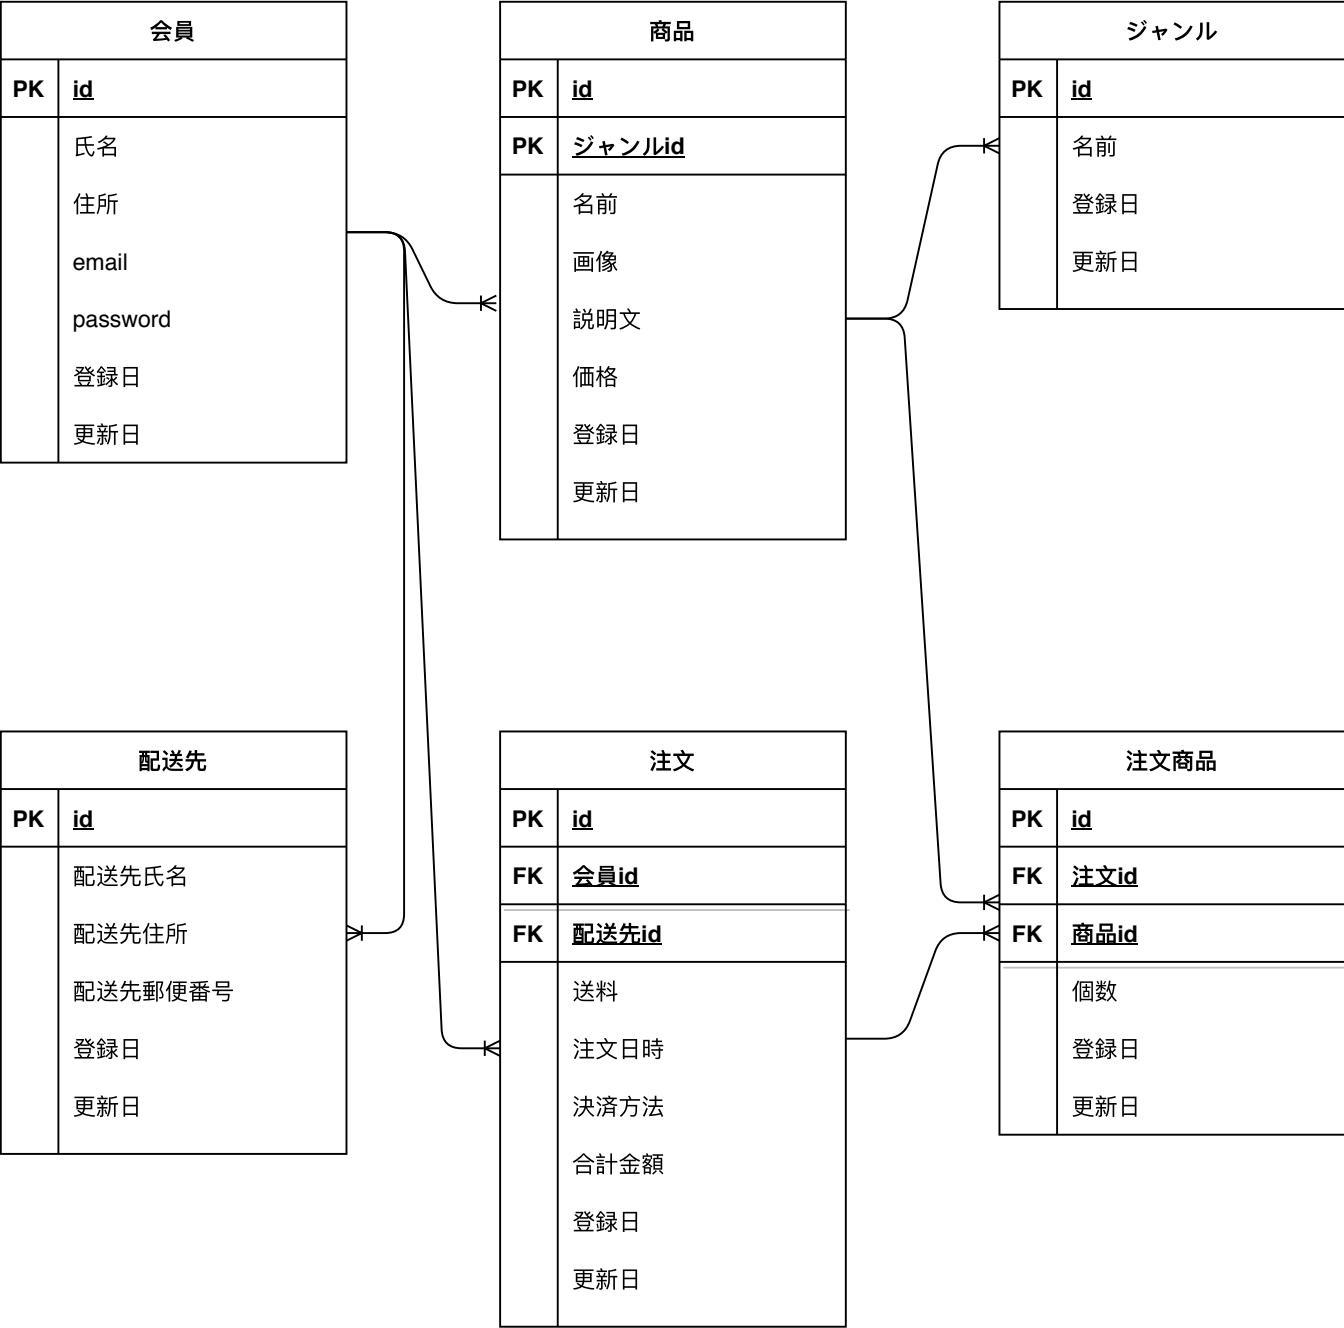 会員
PK id
氏名
住所
email
password
登録日
更新日
商品
PK id
PK ジャンルid
名前
画像
説明文
価格
登録日
更新日
ジャンル
PK id
名前
登録日
更新日
配送先
PK id
配送先氏名
配送先住所
配送先郵便番号
登録日
更新日
注文
PK id
FK 会員id
FK 配送先id
送料
注文日時
決済方法
合計金額
登録日
更新日
注文商品
PK id
FK 注文id
FK 商品id
個数
登録日
更新日